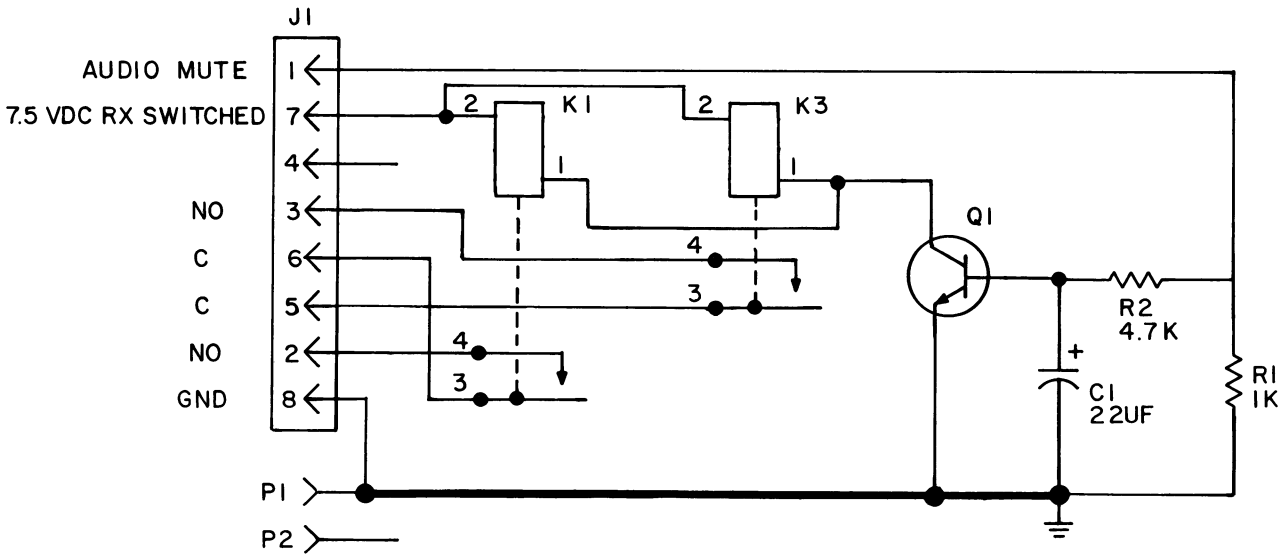 J1
AUDIO MUTE 1
7.5 VDC RX SWITCHED 7
2 K1
2 K3
4
1
1
NO 3
Q1
C 6
4
C 5
3
R2
4.7K
NO 2
4
+
GND 8
3
C1
22UF
R1
1K
P1
P2